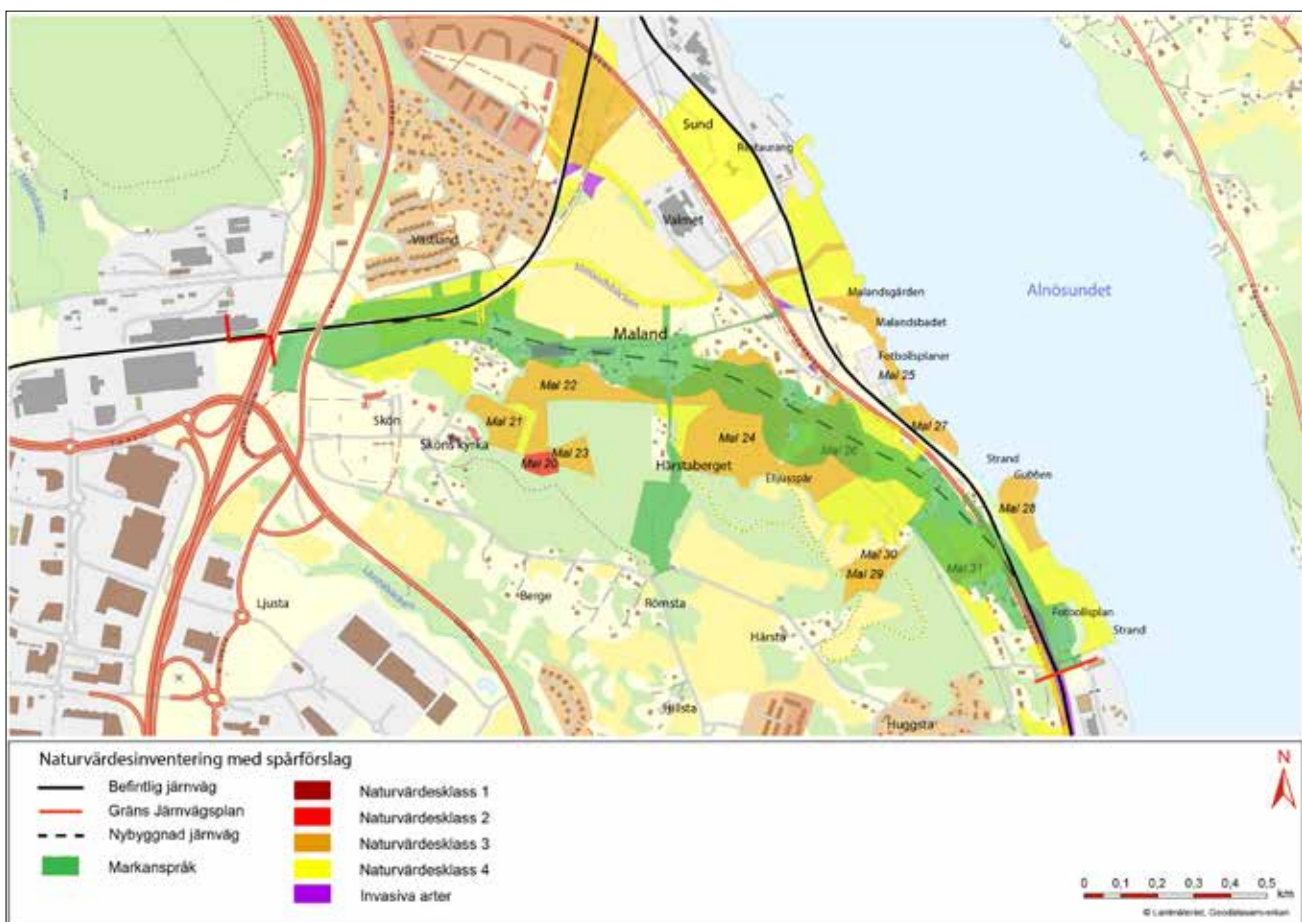 Sund
Restaurang
Valmet
Västland
Alnösundet
Malandsgården
Malandsbadet
Maland
Fotbollsplaner
Mal 25
Mal 22
Skön
Mal 21
Mal 24
Mal 26
Mal 27
Sköns kyrka
Mal 23
Mal 20
Härstaberget
Elljusspår
Strand
Gubben
Mal 28
Mal 30
Mal 29
Mal 31
Ljusta
Berge
Römsta
Fotbollsplan
Strand
Härsta
Hillsta
Huggsta
Naturvärdesinventering med spårförslag
Befintlig järnväg
Gräns Järnvägsplan
Nybyggnad järnväg
Markanspråk
Naturvärdesklass 1
Naturvärdesklass 2
Naturvärdesklass 3
Naturvärdesklass 4
Invasiva arter
N
0 0,1 0,2 0,3 0,4 0,5
km
© Lantmäteriet, Geodatasamverkan